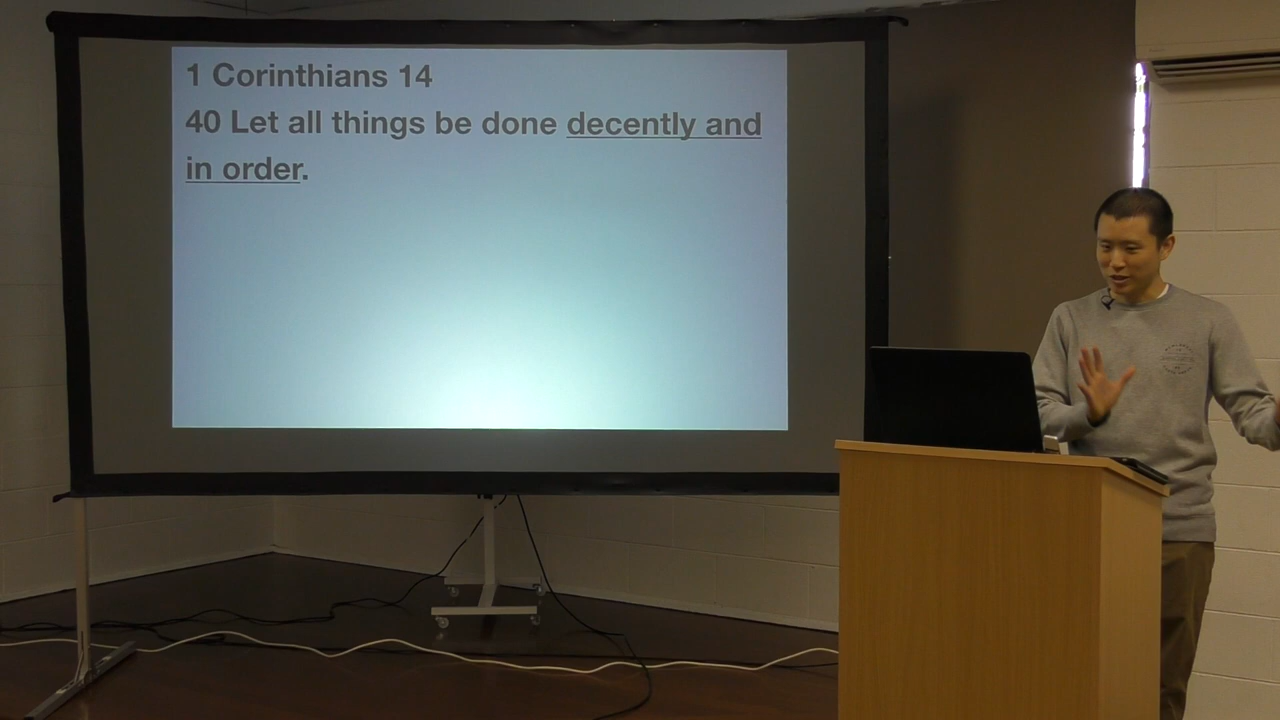 1 Corinthians 14
40 Let all things be done decently and
in order.